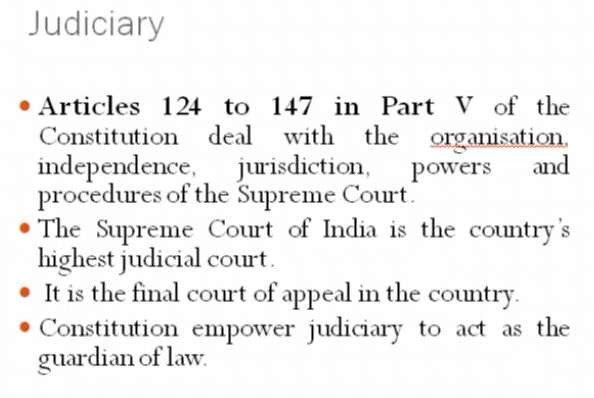 Judiciary
• Articles 124 to 147 in Part V of the
Constitution deal with the organisation,
independence, jurisdiction, powers and
procedures of the Supreme Court.
• The Supreme Court of India is the country's
highest judicial court.
• It is the final court of appeal in the country.
• Constitution empower judiciary to act as the
guardian of law.